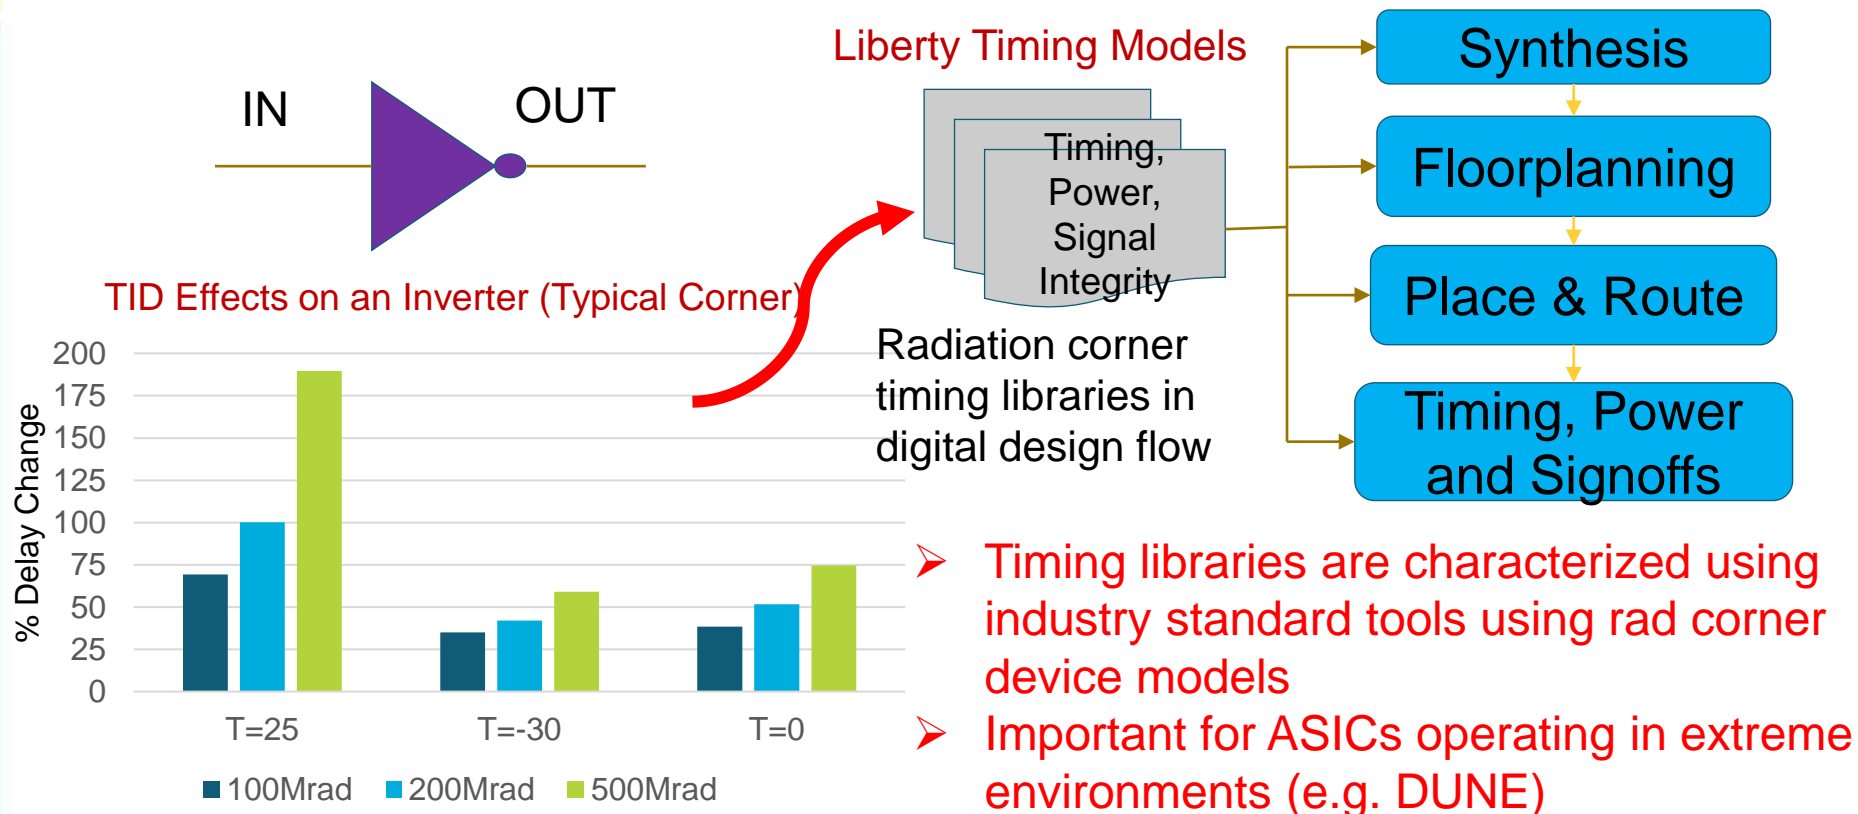 IN
OUT
TID Effects on an Inverter (Typical Corner)
% Delay Change
200
175
150
125
100
75
50
25
0
T=25
T=-30
T=0
100Mrad
200Mrad
500Mrad
Liberty Timing Models
Timing,
Power,
Signal
Integrity
Radiation corner
timing libraries in
digital design flow
Synthesis
Floorplanning
Place & Route
Timing, Power
and Signoffs
➢ Timing libraries are characterized using
industry standard tools using rad corner
device models
➢ Important for ASICs operating in extreme
environments (e.g. DUNE)